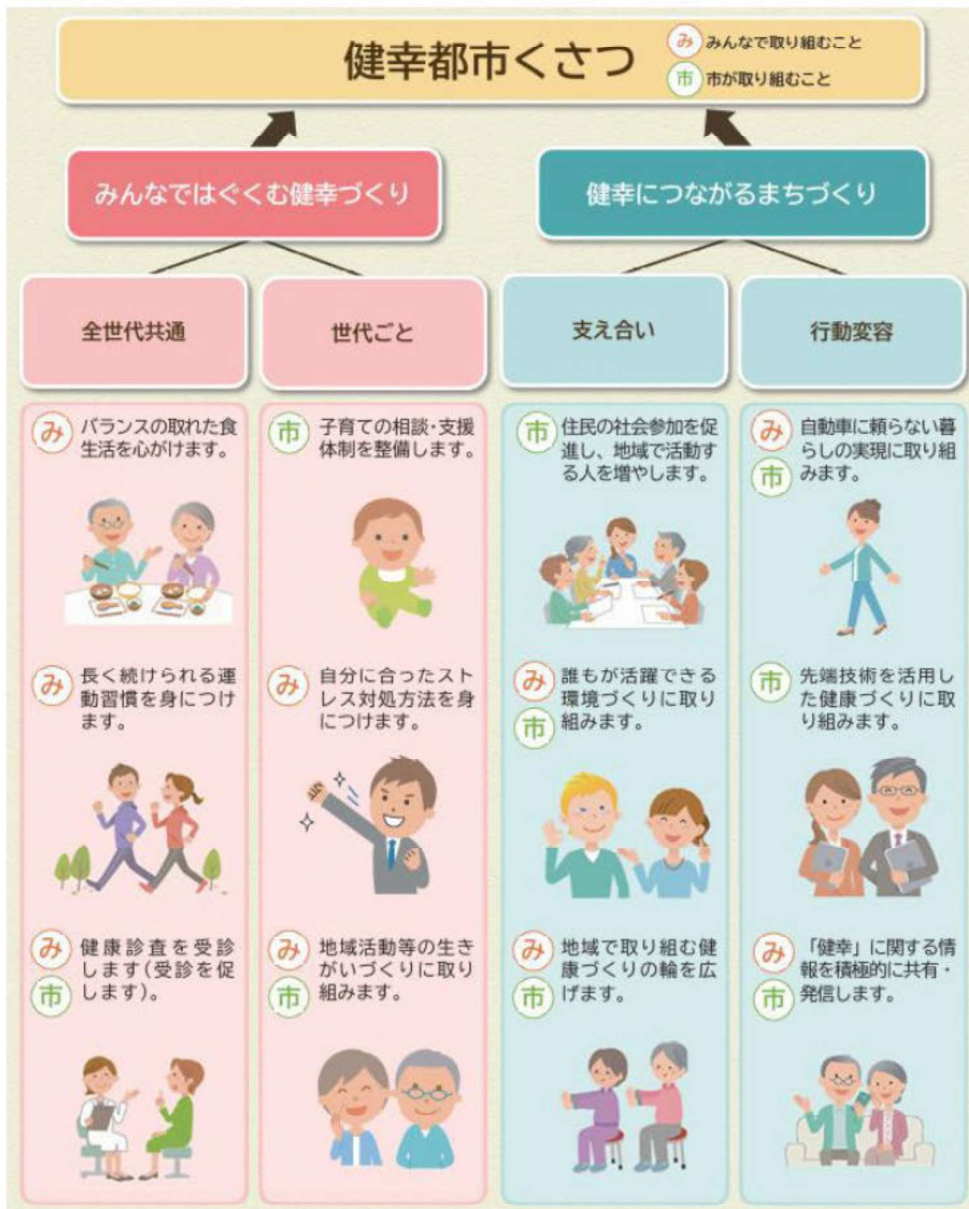 健幸都市くさつ
み みんなで取り組むこと
市 市が取り組むこと
みんなではぐくむ健幸づくり
健幸につながるまちづくり
全世代共通
世代ごと
支え合い
行動変容
み
バランスの取れた食
生活を心がけます。
み
長く続けられる運
動習慣を身につけ
ます。
み
市
健康診査を受診
します(受診を促
します)。
市
子育ての相談・支援
体制を整備します。
み
自分に合ったスト
レス対処方法を身
につけます。
み
市
地域活動等の生き
がいづくりに取り
組みます。
市
住民の社会参加を促
進し、地域で活動す
る人を増やします。
み
市
誰もが活躍できる
環境づくりに取り
組みます。
み
市
地域で取り組む健
康づくりの輪を広
げます。
み
市
自動車に頼らない暮
らしの実現に取り組
みます。
市
先端技術を活用し
た健康づくりに取
り組みます。
み
市
「健幸」に関する情
報を積極的に共有・
発信します。